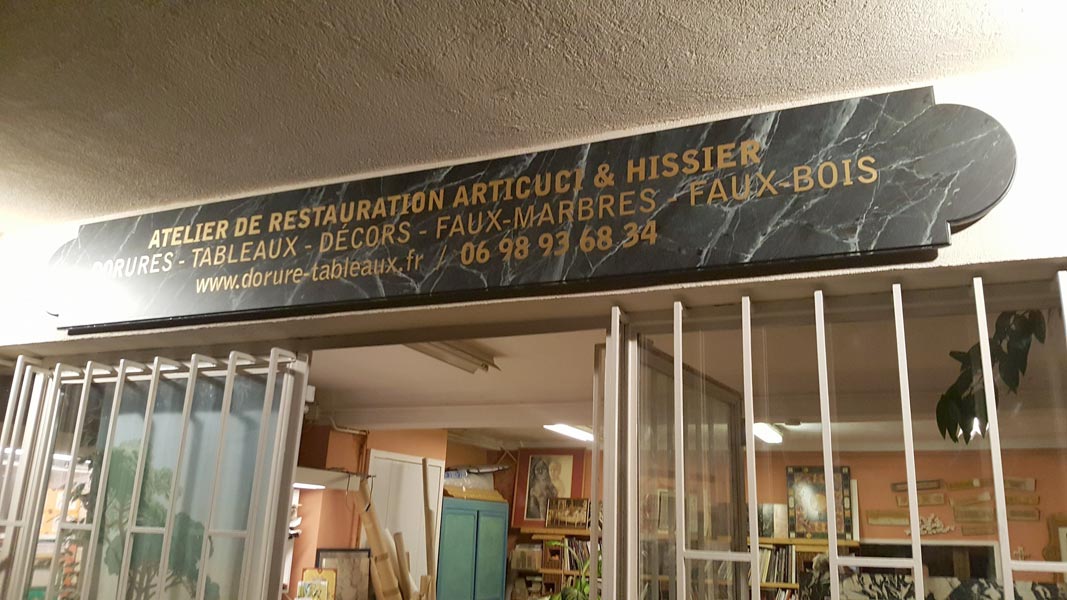 ATELIER DE RESTAURATION ARTICUCI & HISSIER
DORURES - TABLEAUX - DÉCORS - FAUX-MARBRES - FAUX-BOIS
www.dorure-tableaux.fr / 06 98 93 68 34